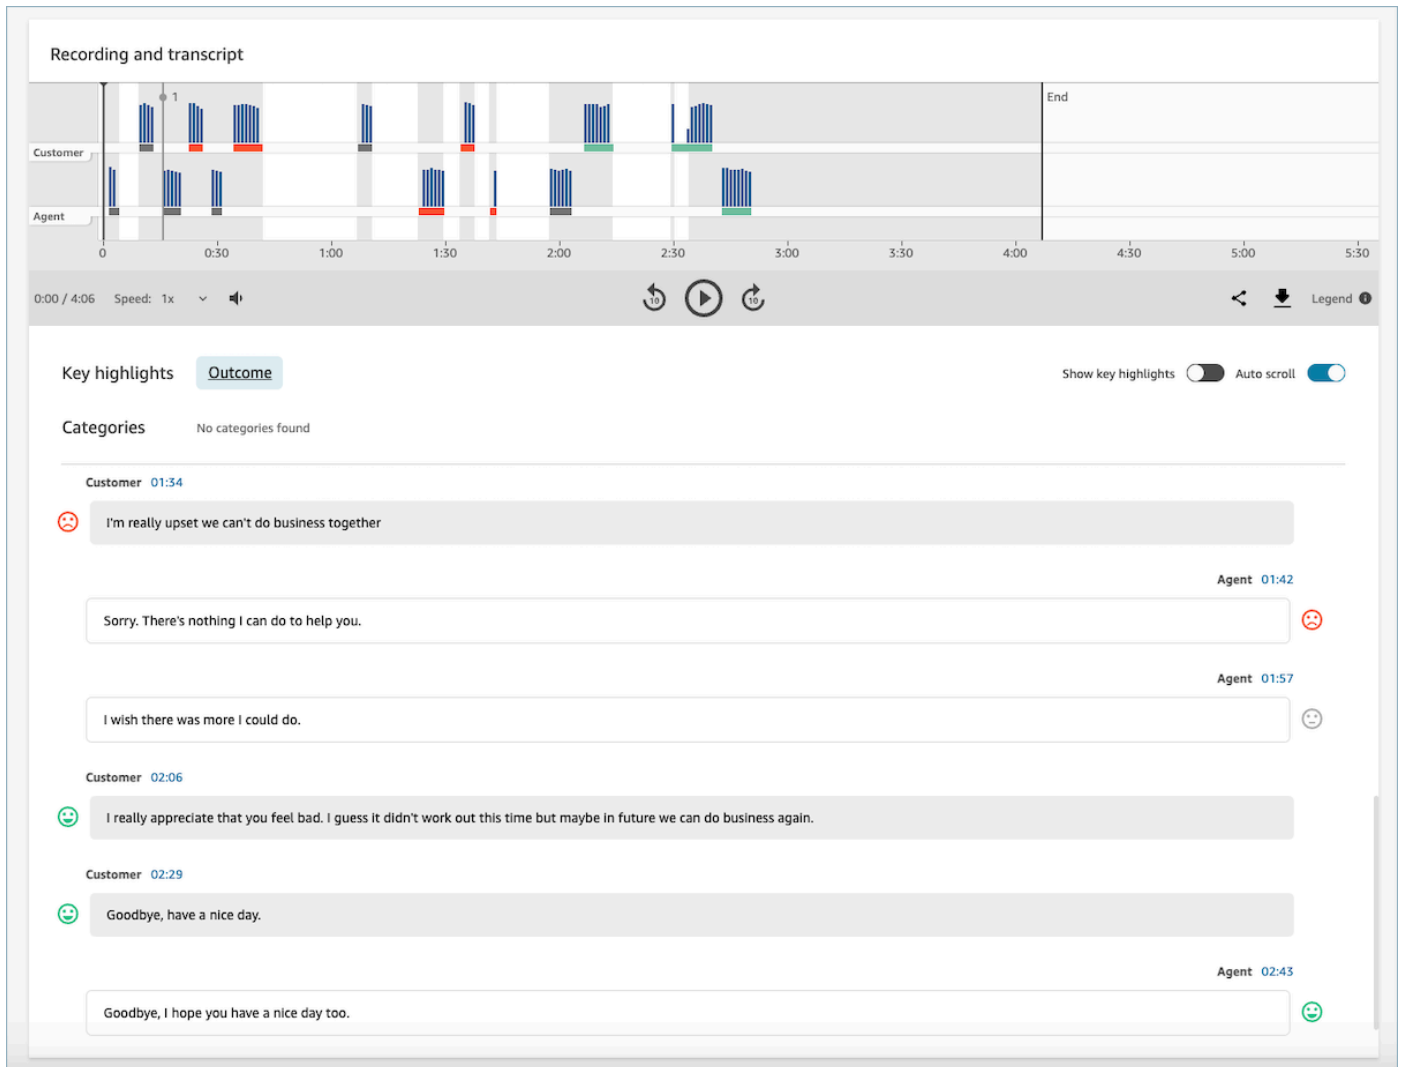 Recording and transcript
1
End
Customer
Agent
0 0:30 1:00 1:30 2:00 2:30 3:00 3:30 4:00 4:30 5:00 5:30
0:00 / 4:06 Speed: 1x 10 10 Legend
Key highlights Outcome Show key highlights Auto scroll
Categories No categories found
Customer 01:34
I'm really upset we can't do business together
Agent 01:42
Sorry. There's nothing I can do to help you.
Agent 01:57
I wish there was more I could do.
Customer 02:06
I really appreciate that you feel bad. I guess it didn't work out this time but maybe in future we can do business again.
Customer 02:29
Goodbye, have a nice day.
Agent 02:43
Goodbye, I hope you have a nice day too.